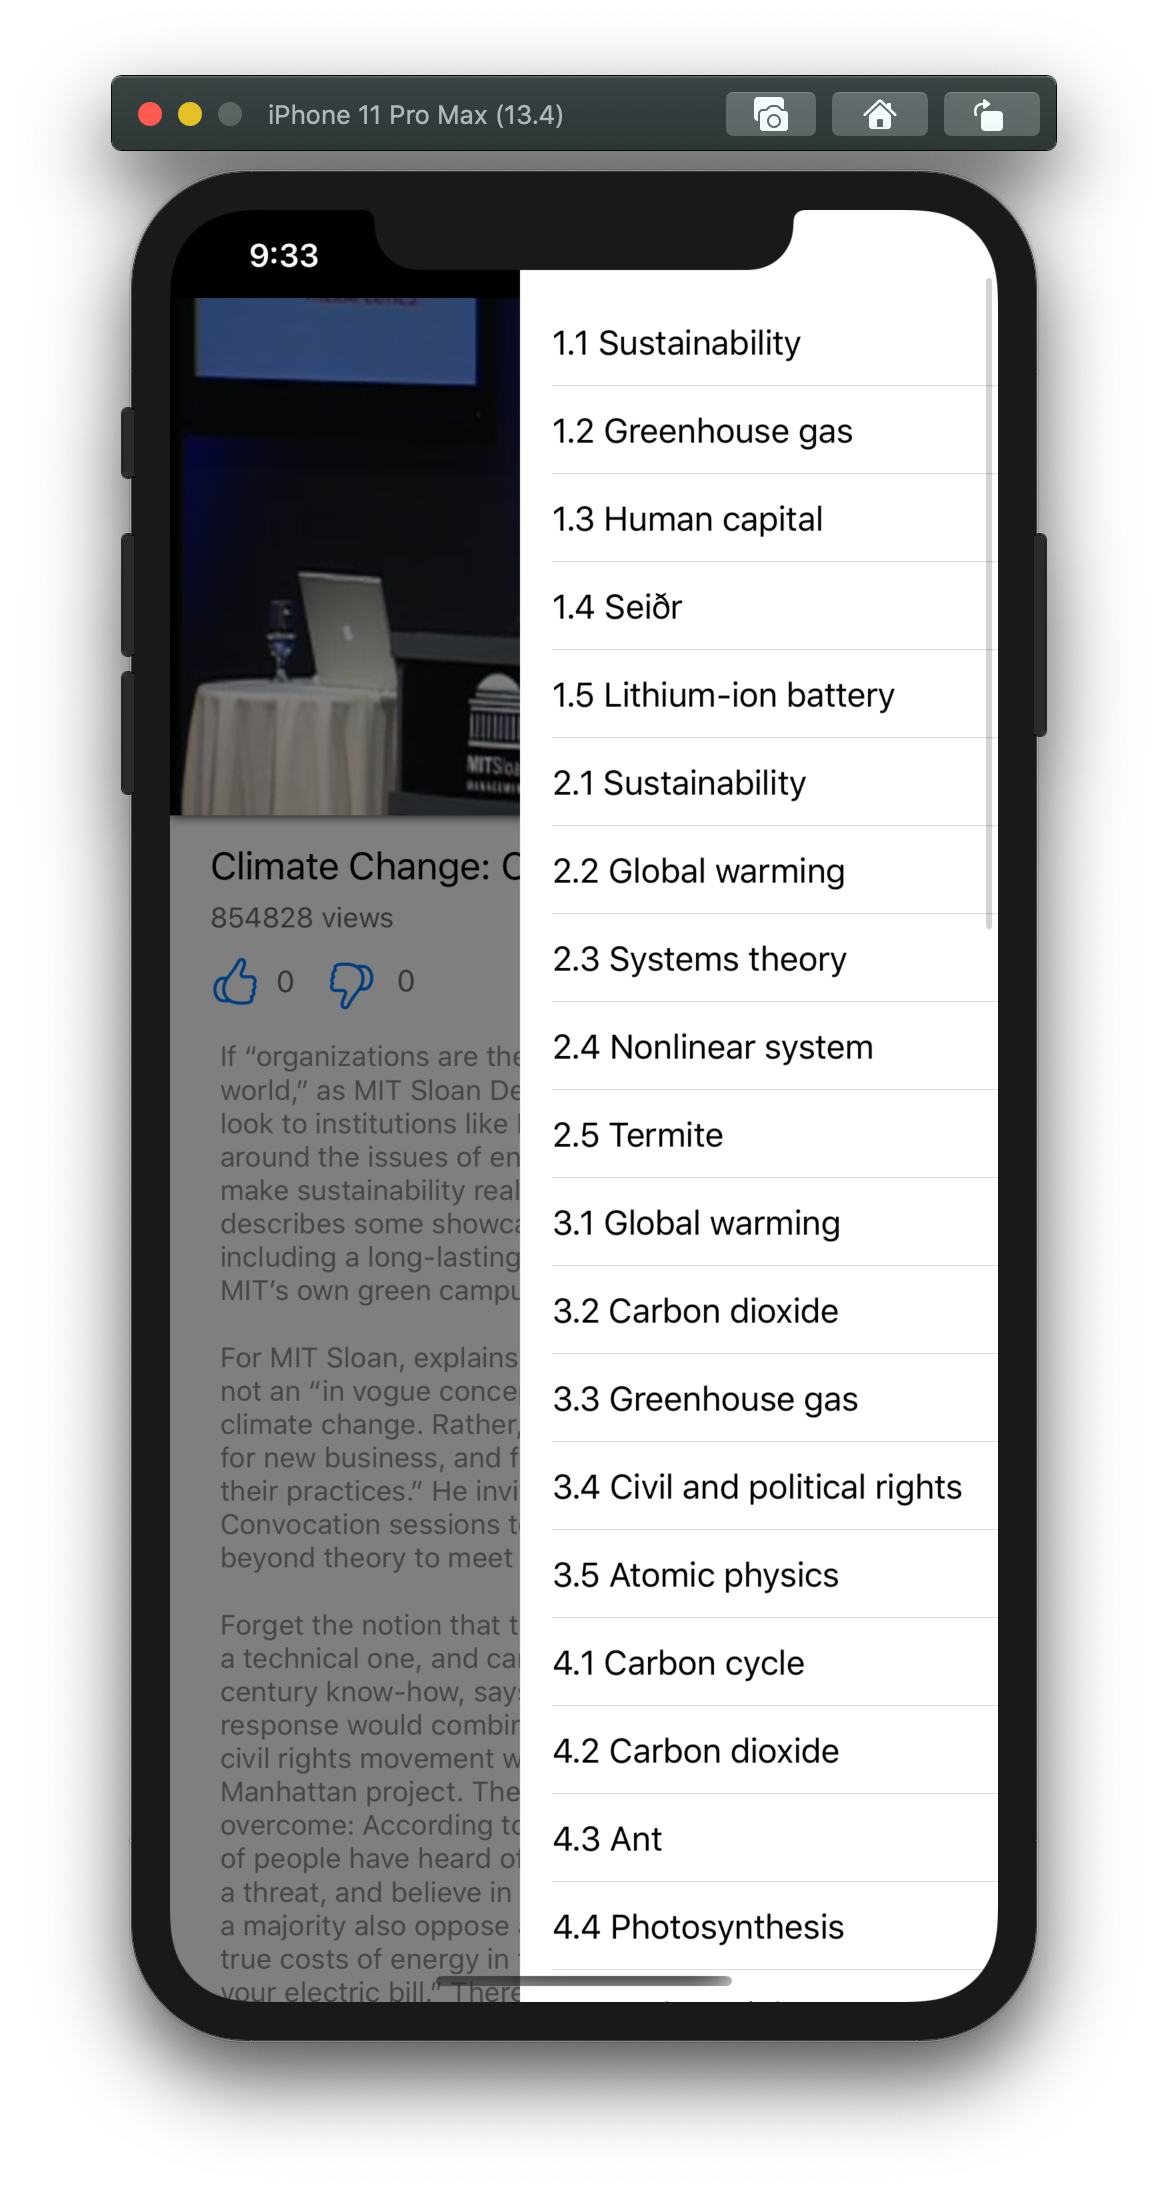 iPhone 11 Pro Max (13.4)
9:33
MITSloa
Climate Change: C
854828 views
0 0
If “organizations are the
world,” as MIT Sloan De
look to institutions like
around the issues of en
make sustainability real
describes some showca
including a long-lasting
MIT’s own green campu
For MIT Sloan, explains
not an “in vogue conce
climate change. Rather,
for new business, and f
their practices.” He invi
Convocation sessions t
beyond theory to meet
Forget the notion that t
a technical one, and ca
century know-how, says
response would combin
civil rights movement w
Manhattan project. The
overcome: According to
of people have heard of
a threat, and believe in
a majority also oppose
true costs of energy in
your electric bill.” There
1.1 Sustainability
1.2 Greenhouse gas
1.3 Human capital
1.4 Seiðr
1.5 Lithium-ion battery
2.1 Sustainability
2.2 Global warming
2.3 Systems theory
2.4 Nonlinear system
2.5 Termite
3.1 Global warming
3.2 Carbon dioxide
3.3 Greenhouse gas
3.4 Civil and political rights
3.5 Atomic physics
4.1 Carbon cycle
4.2 Carbon dioxide
4.3 Ant
4.4 Photosynthesis